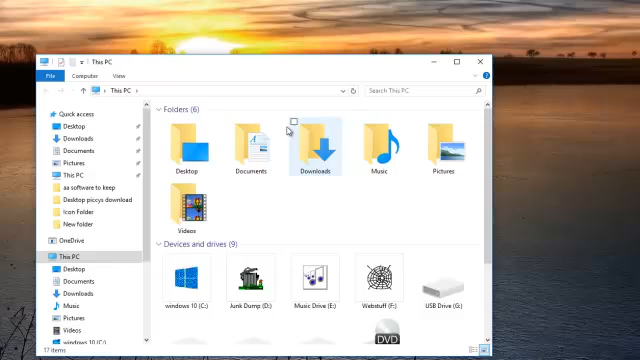 This PC
File Computer View
This PC
Search This PC
Quick access
Desktop
Downloads
Documents
Pictures
This PC
aa software to keep
Desktop piccys download
Icon Folder
New folder
OneDrive
This PC
Desktop
Documents
Downloads
Music
Pictures
Videos
windows 10 (C:)
Folders (6)
Desktop
Documents
Downloads
Music
Pictures
Videos
Devices and drives (9)
windows 10 (C:)
Junk Dump (D:)
Music Drive (E:)
Webstuff (F:)
USB Drive (G:)
DVD
17 items